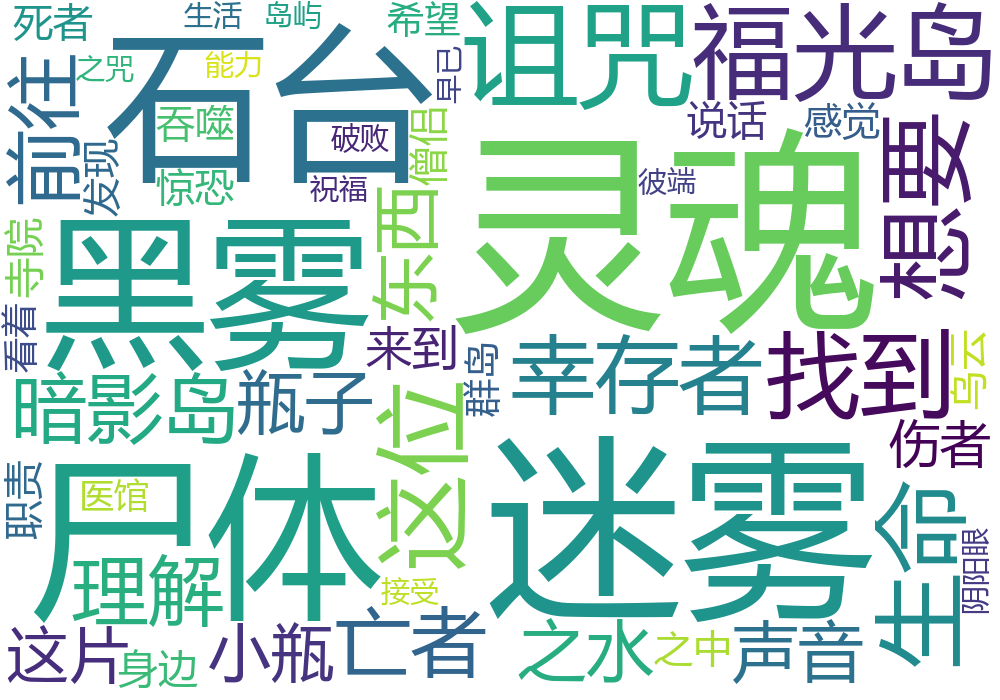 死者
生活
岛屿
希望
石台
诅咒
福光岛
之咒
能力
早已
前往
吞噬
破败
僧侣
说话
感觉
发现
惊恐
祝福
彼端
想要
灵魂
东西
寺院
黑雾
看着
来到
群岛
幸存者
找到
乌云
暗影岛
瓶子
这位
伤者
职责
医馆
尸体
迷雾
生命
阴阳眼
理解
接受
这片
身边
小瓶
亡者
之水
之中
声音